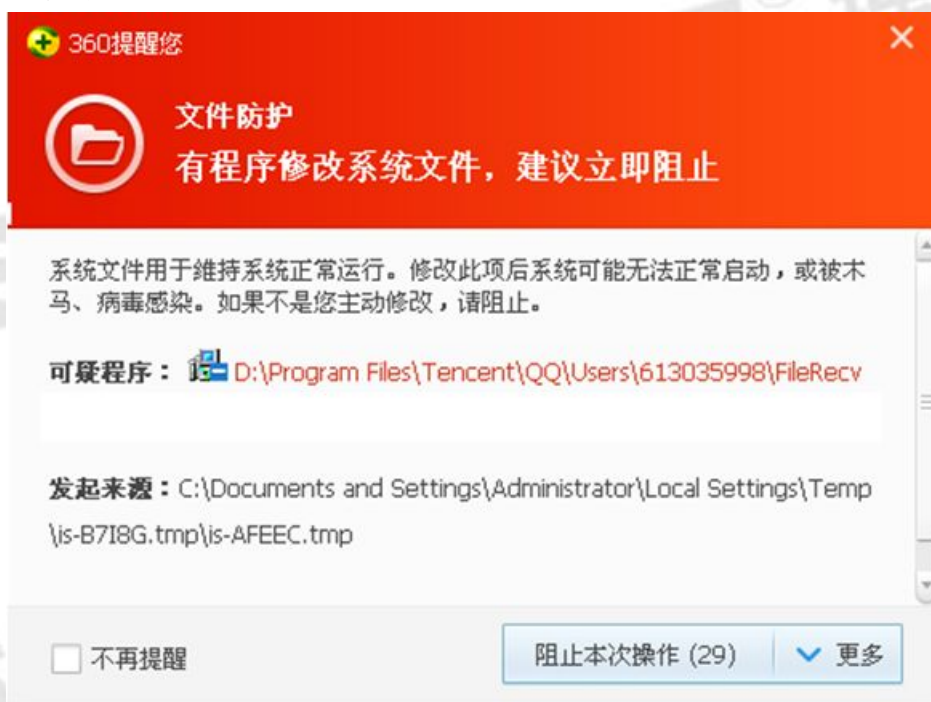 360提醒您
文件防护
有程序修改系统文件，建议立即阻止
系统文件用于维持系统正常运行。修改此项后系统可能无法正常启动，或被木
马、病毒感染。如果不是您主动修改，请阻止。
可疑程序：D:\Program Files\Tencent\QQ\Users\613035998\FileRecv
发起来源：C:\Documents and Settings\Administrator\Local Settings\Temp
\is-B7I8G.tmp\is-AFEEC.tmp
不再提醒
阻止本次操作 (29) 更多